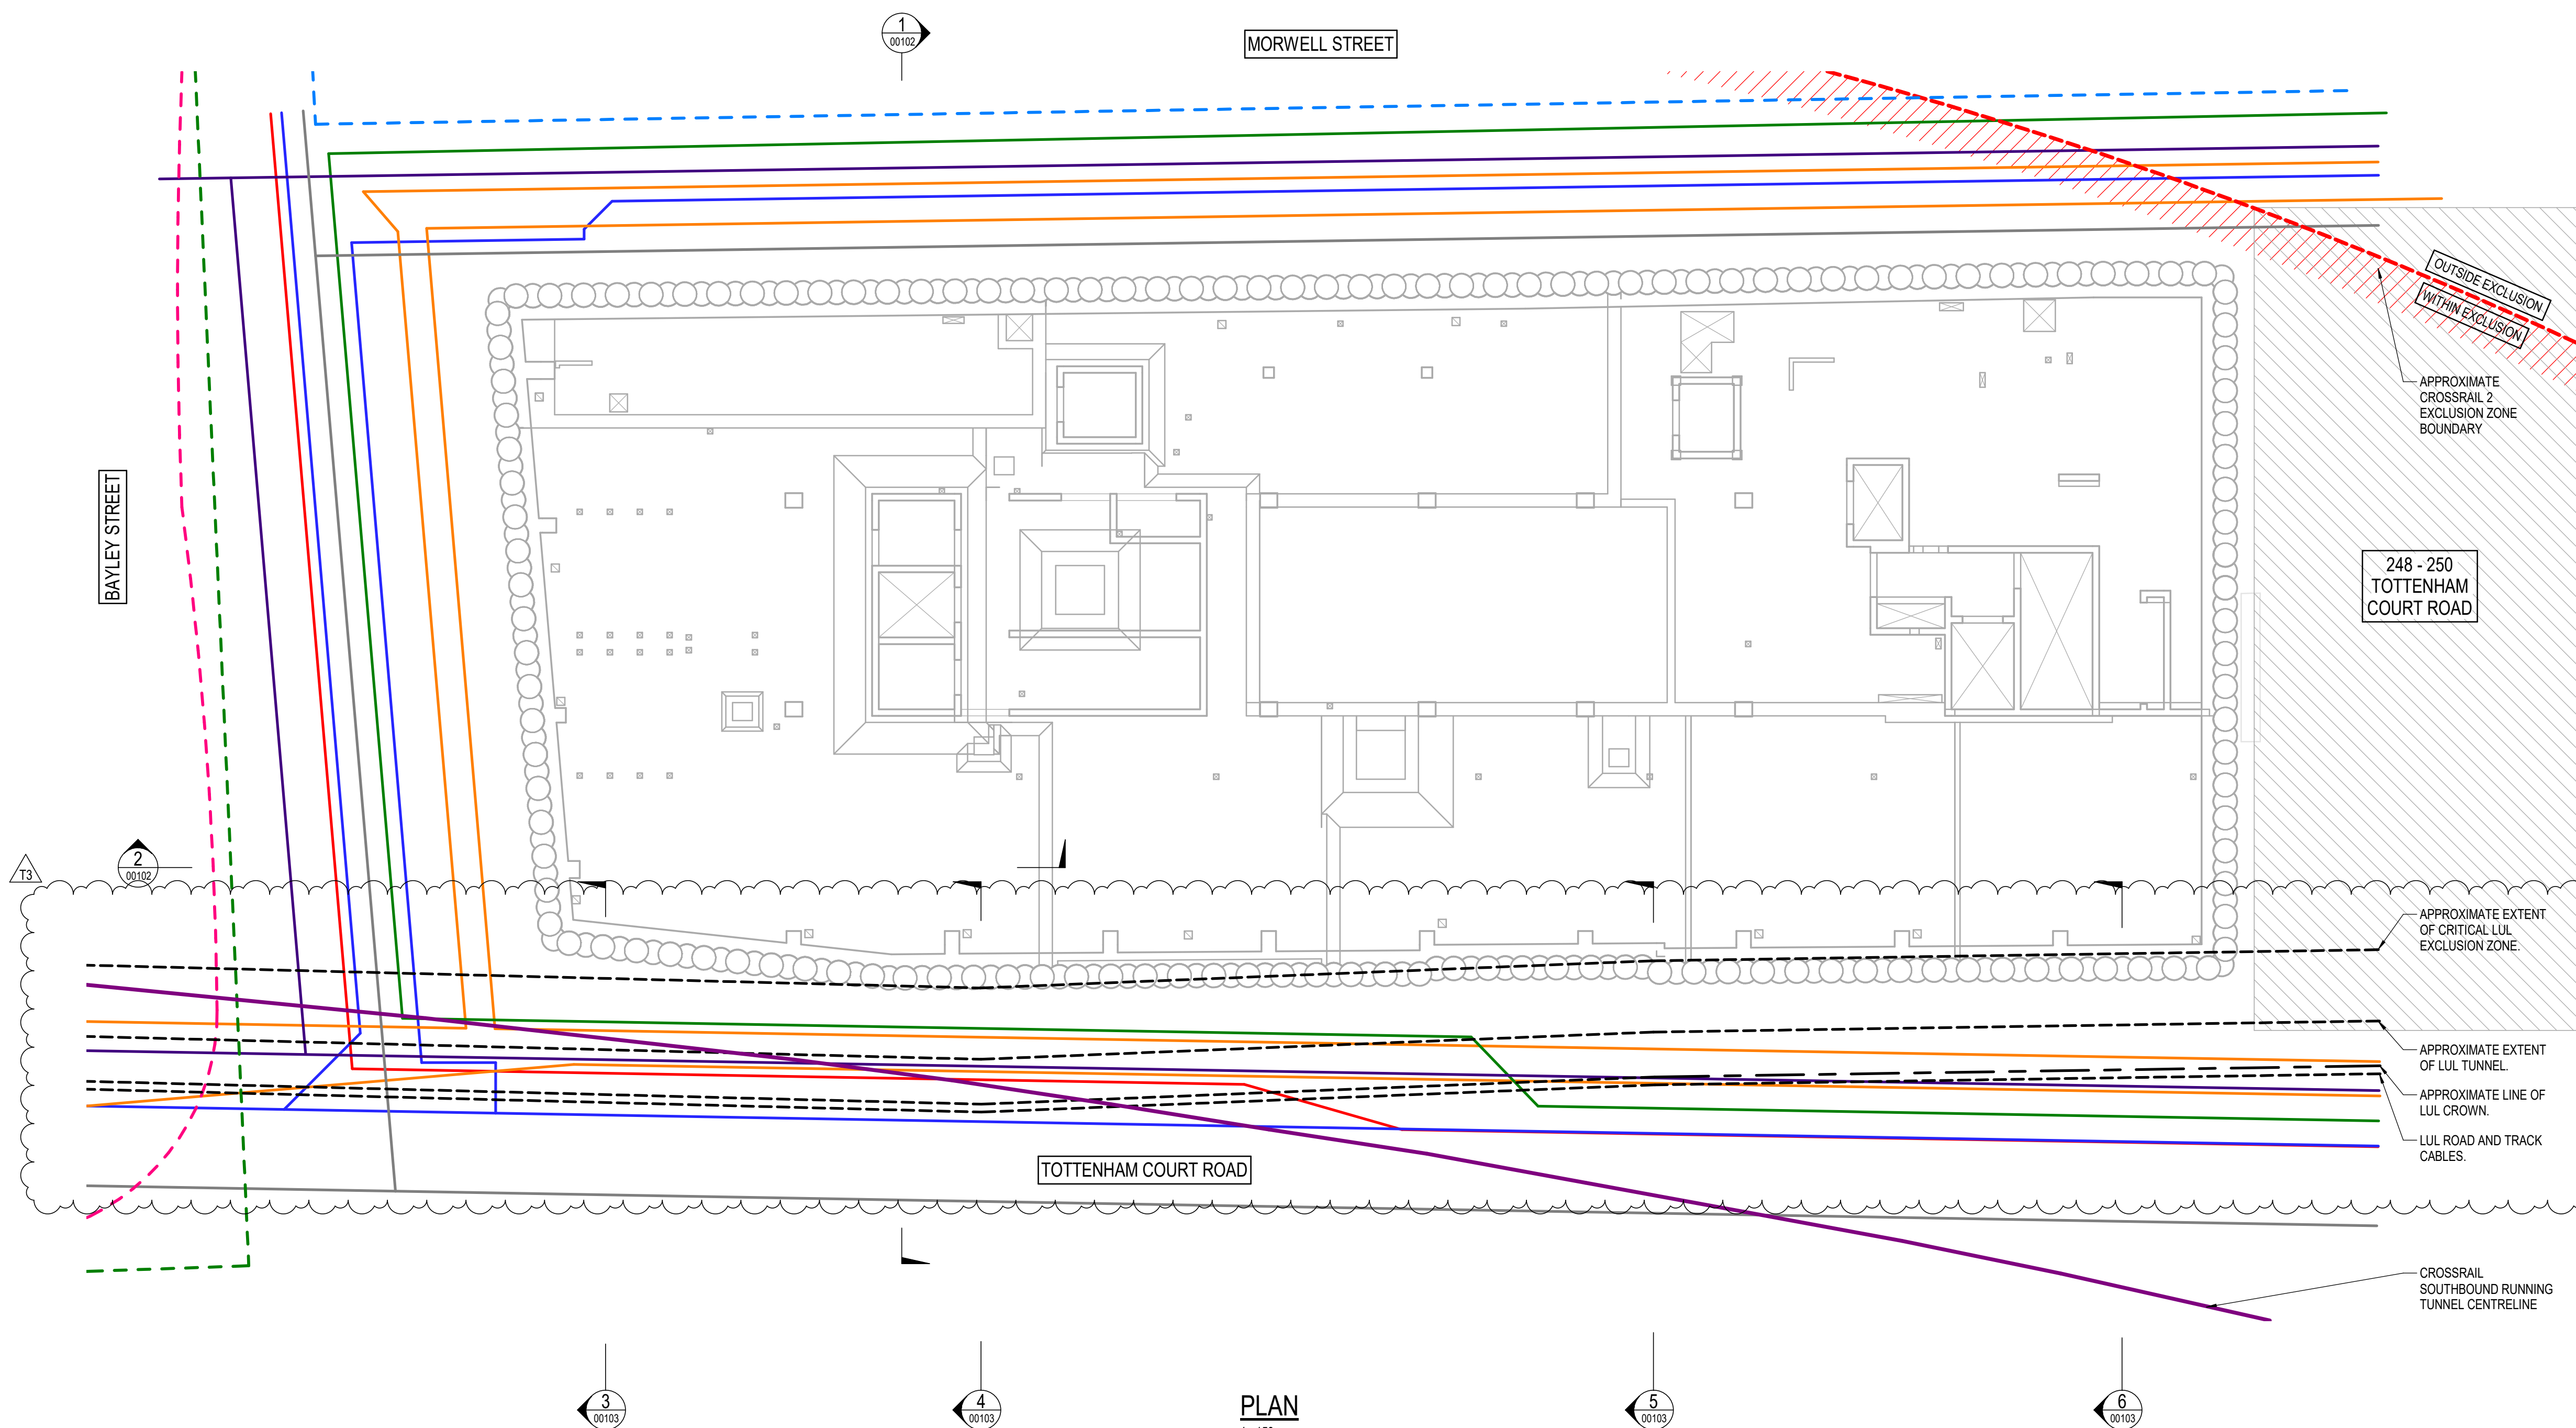 1
00102
MORWELL STREET
OUTSIDE EXCLUSION
WITHIN EXCLUSION
APPROXIMATE
CROSSRAIL 2
EXCLUSION ZONE
BOUNDARY
BAYLEY STREET
248 - 250
TOTTENHAM
COURT ROAD
T3
2
00102
APPROXIMATE EXTENT
OF CRITICAL LUL
EXCLUSION ZONE.
APPROXIMATE EXTENT
OF LUL TUNNEL.
APPROXIMATE LINE OF
LUL CROWN.
LUL ROAD AND TRACK
CABLES.
TOTTENHAM COURT ROAD
CROSSRAIL
SOUTHBOUND RUNNING
TUNNEL CENTRELINE
3
00103
4
00103
PLAN
5
00103
6
00103